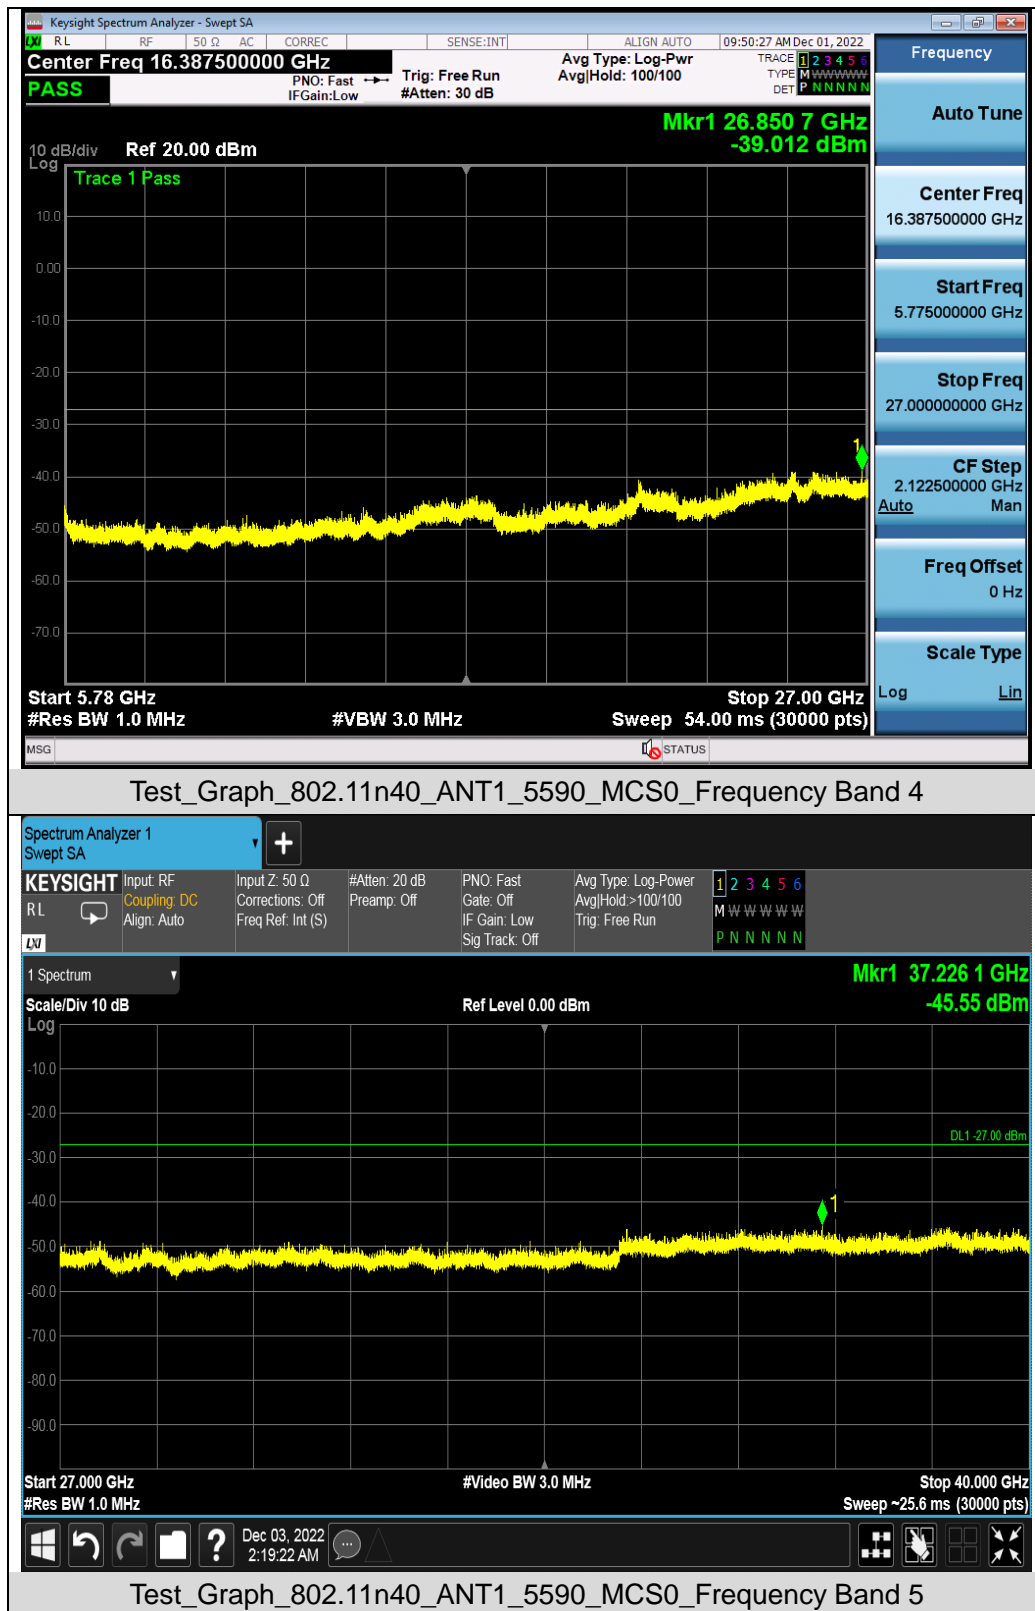 Keysight Spectrum Analyzer - Swept SA
LXI RL RF 50 Ω AC CORREC SENSE:INT ALIGN AUTO 09:50:27 AM Dec 01, 2022
Center Freq 16.387500000 GHz
PNO: Fast
IFGain:Low
Trig: Free Run
#Atten: 30 dB
Avg Type: Log-Pwr
Avg|Hold: 100/100
TRACE 1 2 3 4 5 6
TYPE M W W W W W
DET P N N N N N
PASS
Mkr1 26.850 7 GHz
-39.012 dBm
10 dB/div Ref 20.00 dBm
Log
Trace 1 Pass
10.0
0.00
-10.0
-20.0
-30.0
1
-40.0
-50.0
-60.0
-70.0
Start 5.78 GHz Stop 27.00 GHz
#Res BW 1.0 MHz #VBW 3.0 MHz Sweep 54.00 ms (30000 pts)
MSG STATUS
Frequency
Auto Tune
Center Freq
16.387500000 GHz
Start Freq
5.775000000 GHz
Stop Freq
27.000000000 GHz
CF Step
2.122500000 GHz
Auto Man
Freq Offset
0 Hz
Scale Type
Log Lin
Test_Graph_802.11n40_ANT1_5590_MCS0_Frequency Band 4
Spectrum Analyzer 1
Swept SA
+
KEYSIGHT
RL
LXI
Input: RF
Coupling: DC
Align: Auto
Input Z: 50 Ω
Corrections: Off
Freq Ref: Int (S)
#Atten: 20 dB
Preamp: Off
PNO: Fast
Gate: Off
IF Gain: Low
Sig Track: Off
Avg Type: Log-Power
Avg|Hold:>100/100
Trig: Free Run
1 2 3 4 5 6
M W W W W W
P N N N N N
1 Spectrum
Mkr1 37.226 1 GHz
Scale/Div 10 dB Ref Level 0.00 dBm -45.55 dBm
Log
-10.0
-20.0
DL1 -27.00 dBm
-30.0
-40.0
1
-50.0
-60.0
-70.0
-80.0
-90.0
Start 27.000 GHz #Video BW 3.0 MHz Stop 40.000 GHz
#Res BW 1.0 MHz Sweep ~25.6 ms (30000 pts)
? Dec 03, 2022
2:19:22 AM
Test_Graph_802.11n40_ANT1_5590_MCS0_Frequency Band 5